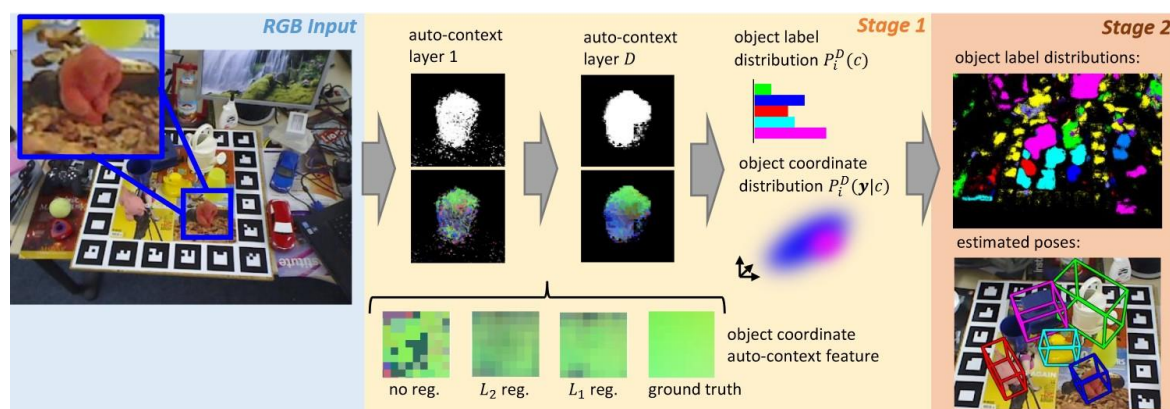 RGB Input
Stage 1
Stage 2
auto-context
layer 1
auto-context
layer D
object label
distribution P_i^D(c)
object coordinate
distribution P_i^D(y|c)
object coordinate
auto-context feature
no reg.
L₂ reg.
L₁ reg.
ground truth
object label distributions:
estimated poses: